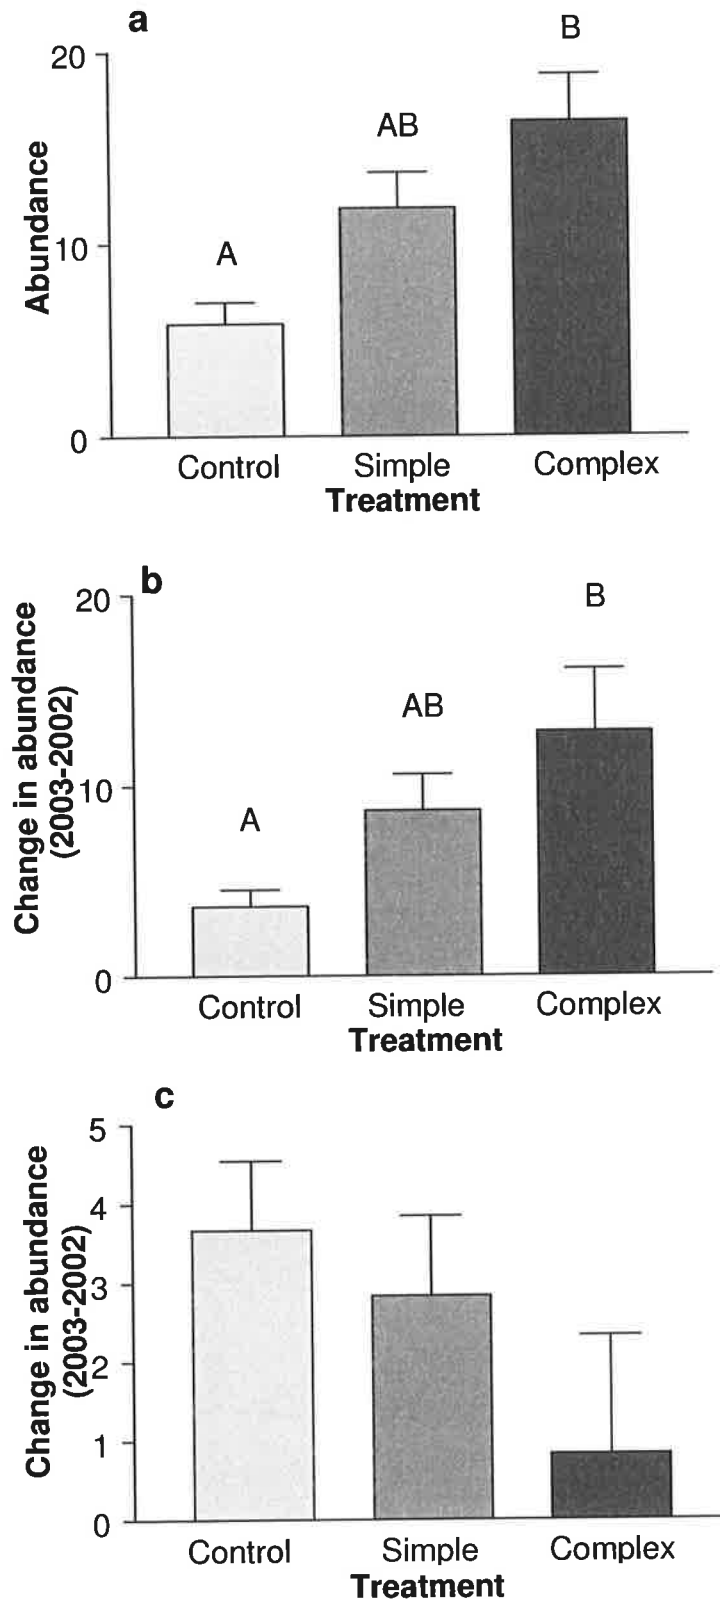 a
B
20
AB
Abundance
10
A
0
Control Simple Complex
Treatment
b
20
B
AB
Change in abundance
(2003-2002)
10
A
0
Control Simple Complex
Treatment
c
5
4
Change in abundance
(2003-2002)
3
2
1
0
Control Simple Complex
Treatment